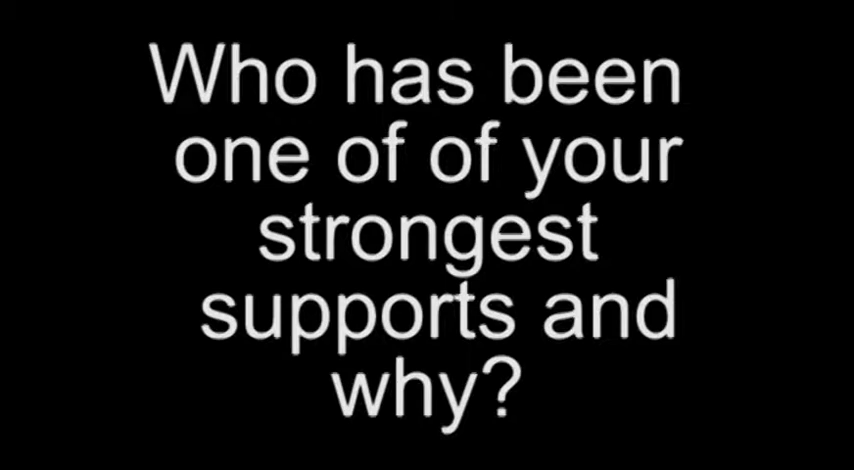 Who has been
one of of your
strongest
supports and
why?